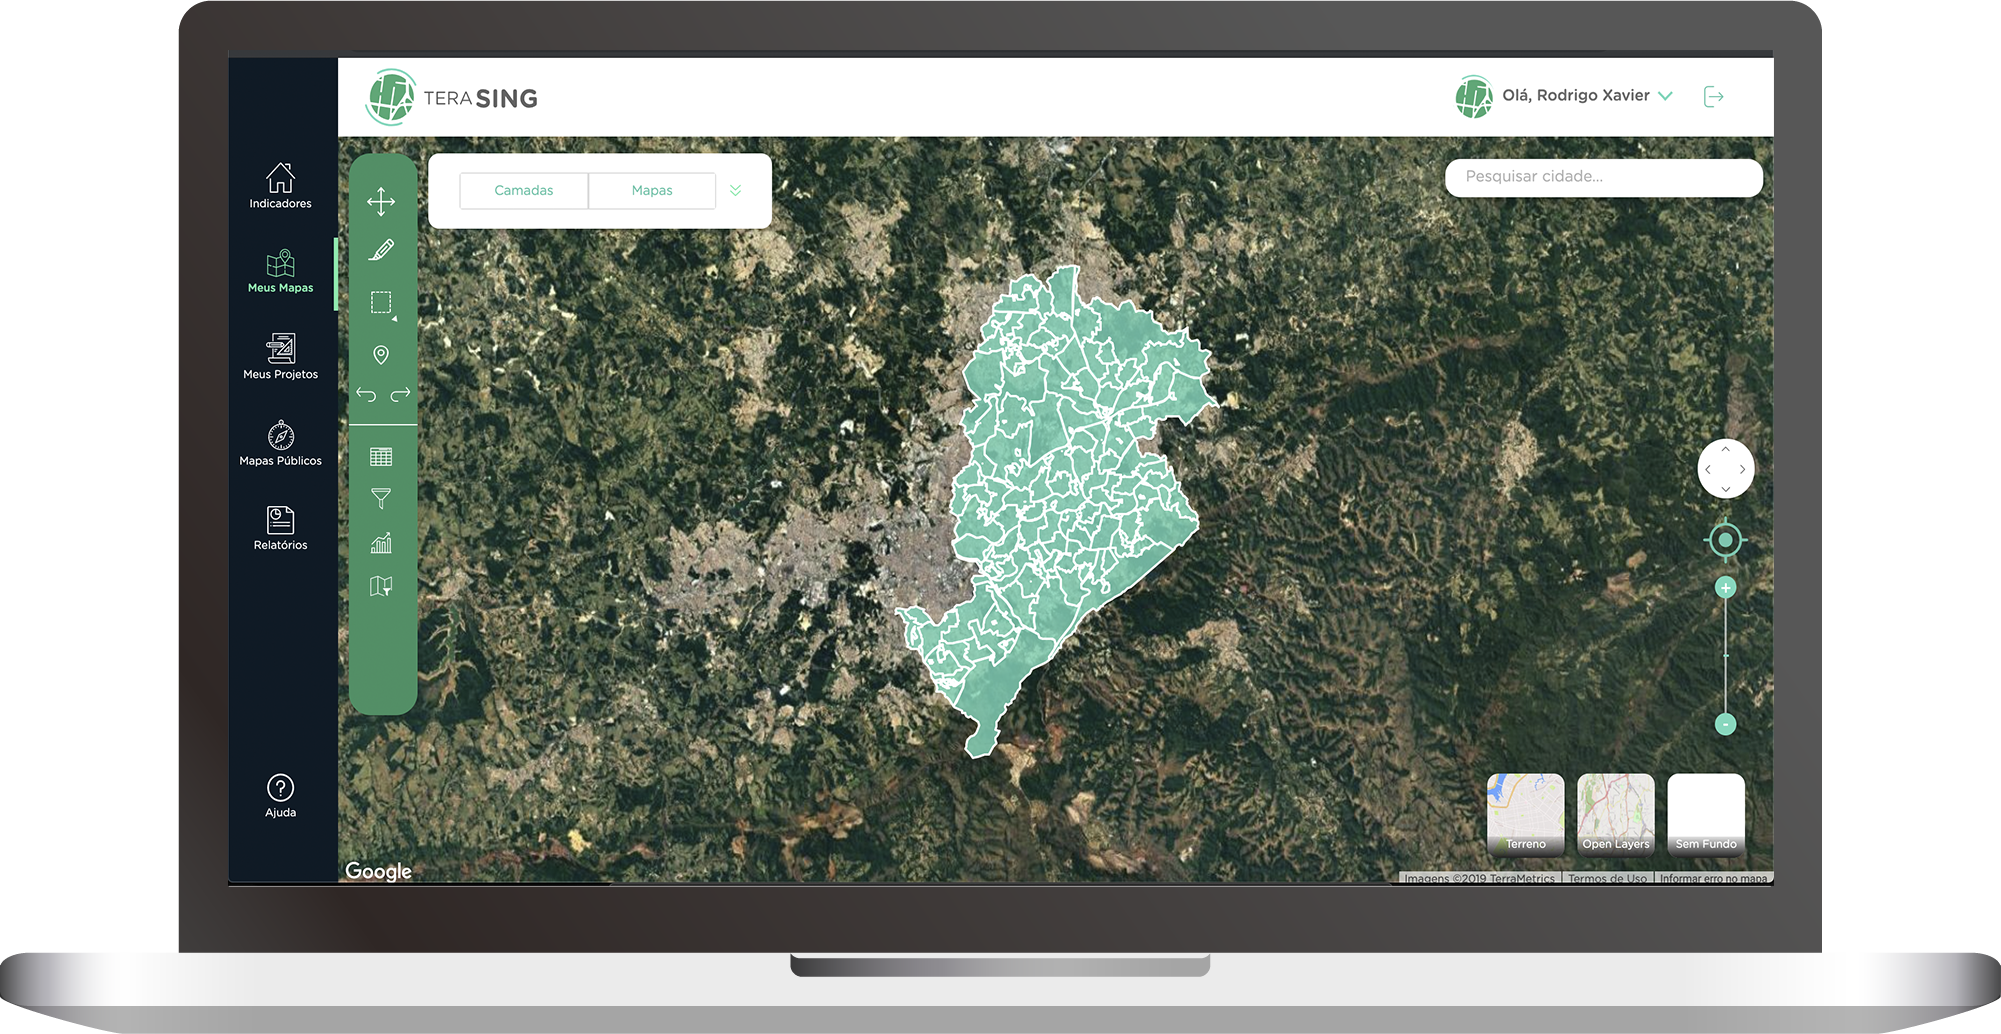 TERA SING
Olá, Rodrigo Xavier
Indicadores
Meus Mapas
Meus Projetos
Mapas Públicos
Relatórios
Ajuda
Camadas
Mapas
Pesquisar cidade...
+
-
Terreno
Open Layers
Sem Fundo
Google
Imagens ©2019 TerraMetrics
Termos de Uso
Informar erro no mapa